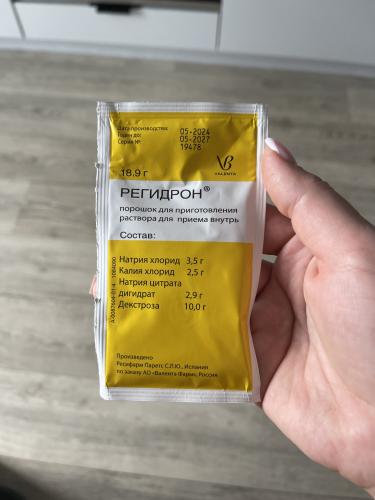 Дата производства: 05-2024
Годен до: 05-2027
Серия №: 19478
VALENTA
18.9 г
РЕГИДРОН®
порошок для приготовления
раствора для приема внутрь
Состав:
Натрия хлорид 3,5 г
Калия хлорид 2,5 г
Натрия цитрата
дигидрат 2,9 г
Декстроза 10,0 г
Произведено
Реcифарм Паретс С.Л.Ю., Испания
по заказу АО «Валента Фарм», Россия